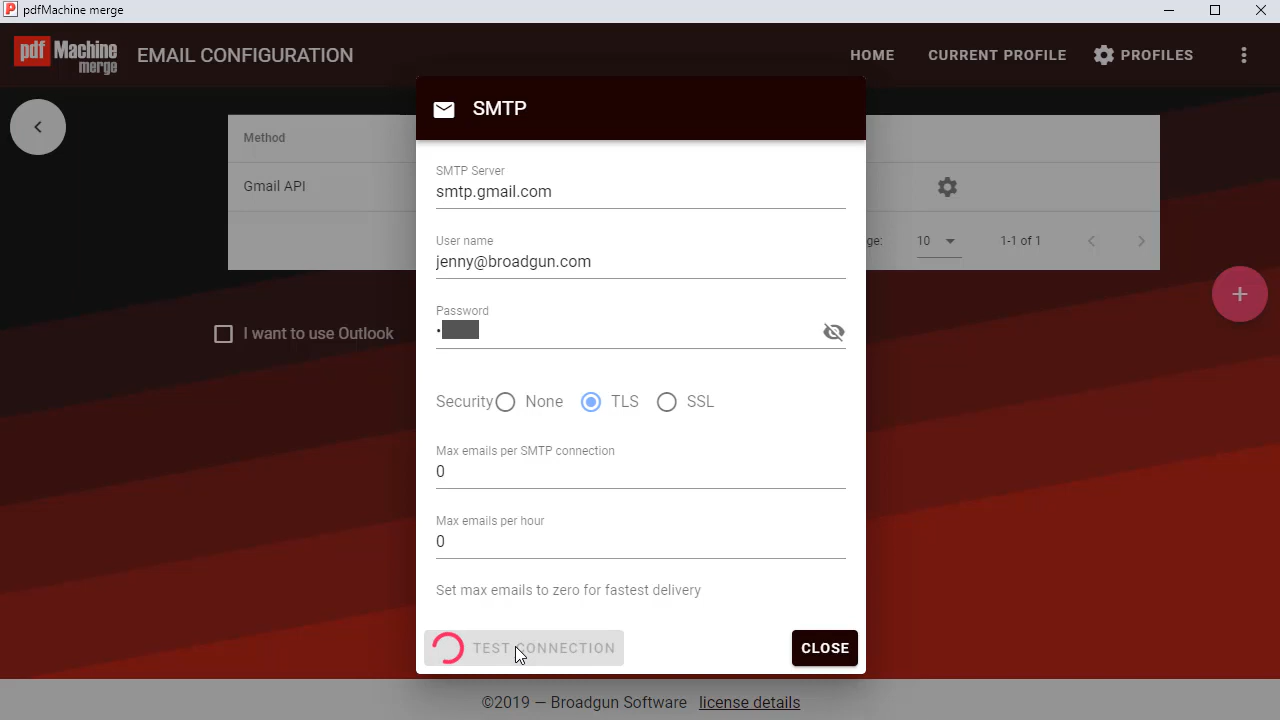 pdfMachine merge
pdf Machine merge
EMAIL CONFIGURATION
HOME
CURRENT PROFILE
PROFILES
SMTP
Method
Gmail API
ge:
10
1-1 of 1
I want to use Outlook
SMTP Server
smtp.gmail.com
User name
jenny@broadgun.com
Password
Security
None
TLS
SSL
Max emails per SMTP connection
0
Max emails per hour
0
Set max emails to zero for fastest delivery
TEST CONNECTION
CLOSE
©2019 — Broadgun Software license details